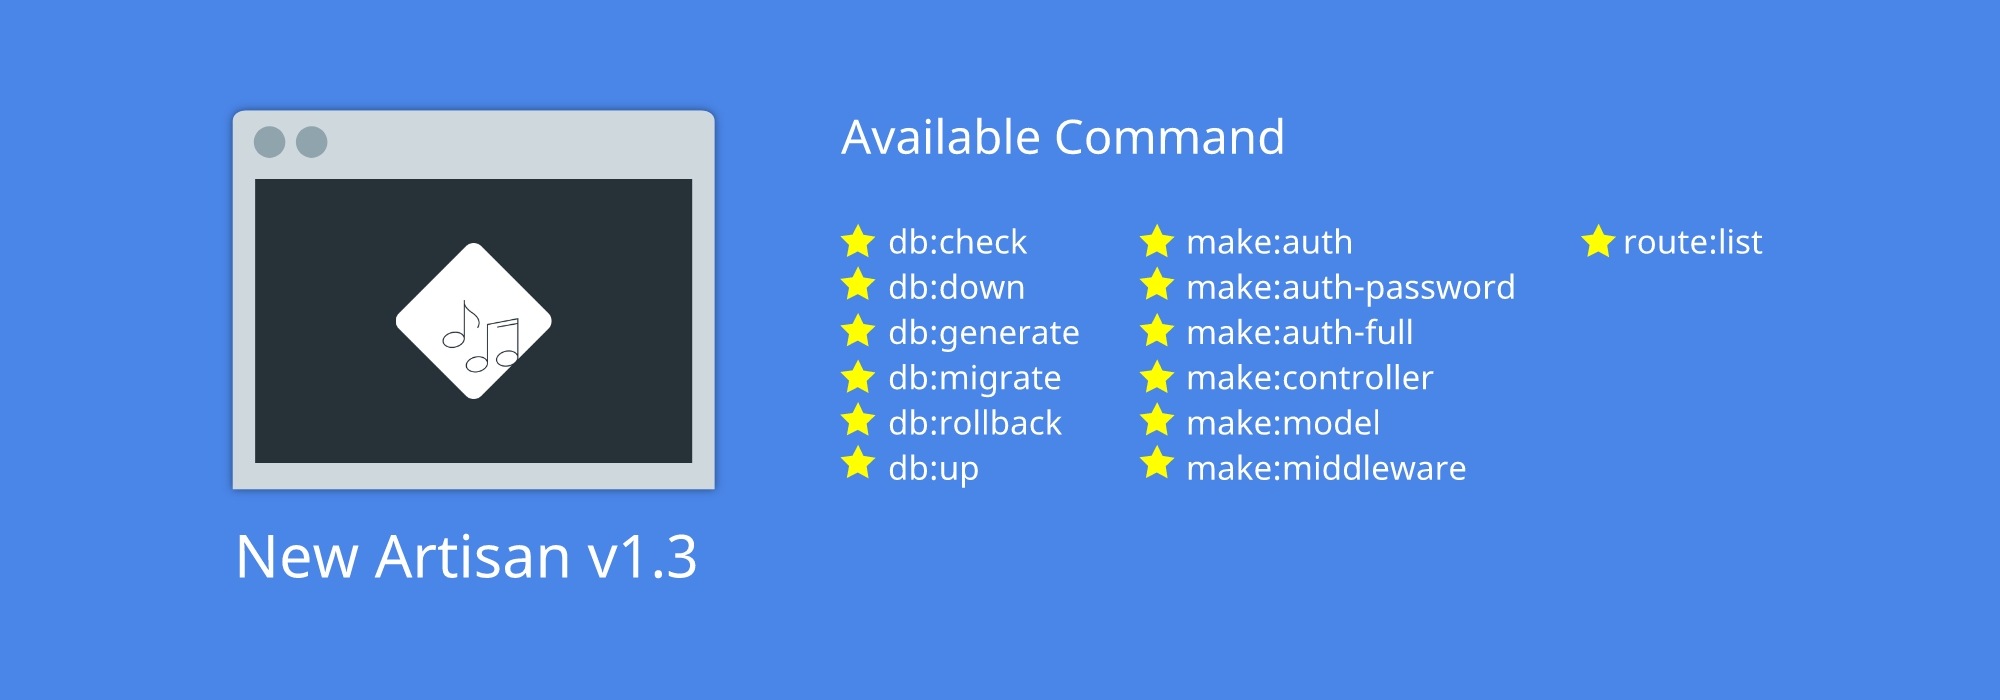 New Artisan v1.3
Available Command
db:check
db:down
db:generate
db:migrate
db:rollback
db:up
make:auth
make:auth-password
make:auth-full
make:controller
make:model
make:middleware
route:list